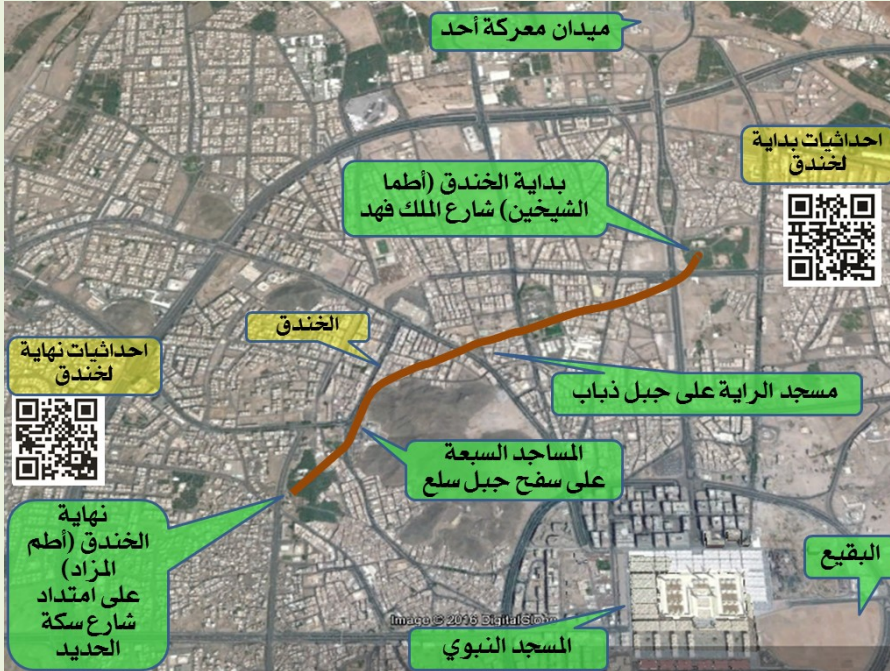 ميدان معركة أحد
احداثيات بداية
لخندق
بداية الخندق (أطما
الشيخين) شارع الملك فهد
الخندق
احداثيات نهاية
لخندق
مسجد الراية على جبل ذباب
المساجد السبعة
على سفح جبل سلع
نهاية
الخندق (أطم
المزاد)
على امتداد
شارع سكة
الحديد
البقيع
المسجد النبوي
Image © 2016 DigitalGlobe